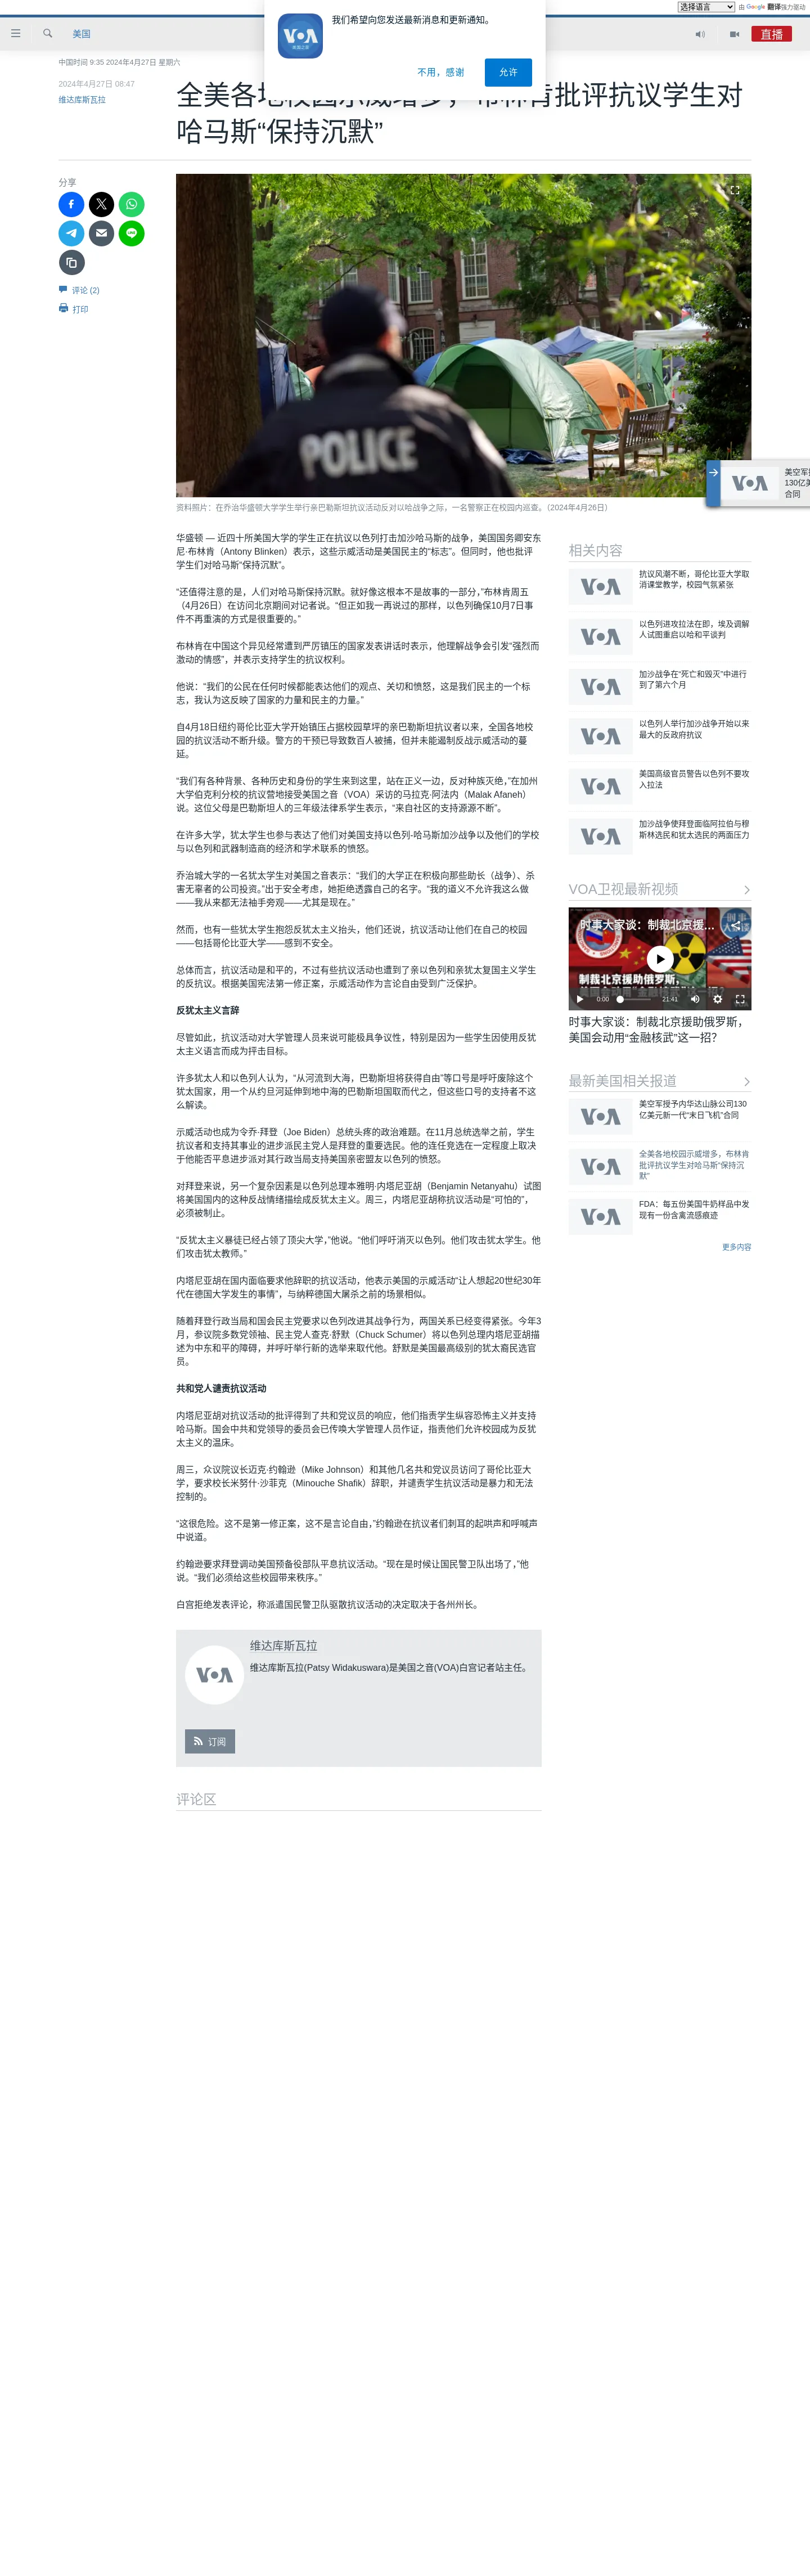 选择语言
由 Google 翻译强力驱动
VOA
美国之音
我们希望向您发送最新消息和更新通知。
不用，感谢
允许
美国
直播
中国时间 9:35 2024年4月27日 星期六
2024年4月27日 08:47
维达库斯瓦拉
哈马斯“保持沉默”
分享
评论 (2)
打印
POLICE
资料照片：在乔治华盛顿大学学生举行亲巴勒斯坦抗议活动反对以哈战争之际，一名警察正在校园内巡查。（2024年4月26日）
VOA
130亿美
合同
华盛顿 — 近四十所美国大学的学生正在抗议以色列打击加沙哈马斯的战争，美国国务卿安东
尼·布林肯（Antony Blinken）表示，这些示威活动是美国民主的“标志”。但同时，他也批评
学生们对哈马斯“保持沉默”。
“还值得注意的是，人们对哈马斯保持沉默。就好像这根本不是故事的一部分，”布林肯周五
（4月26日）在访问北京期间对记者说。“但正如我一再说过的那样，以色列确保10月7日事
件不再重演的方式是很重要的。”
布林肯在中国这个异见经常遭到严厉镇压的国家发表讲话时表示，他理解战争会引发“强烈而
激动的情感”，并表示支持学生的抗议权利。
他说：“我们的公民在任何时候都能表达他们的观点、关切和愤怒，这是我们民主的一个标
志，我认为这反映了国家的力量和民主的力量。”
自4月18日纽约哥伦比亚大学开始镇压占据校园草坪的亲巴勒斯坦抗议者以来，全国各地校
园的抗议活动不断升级。警方的干预已导致数百人被捕，但并未能遏制反战示威活动的蔓
延。
“我们有各种背景、各种历史和身份的学生来到这里，站在正义一边，反对种族灭绝，”在加州
大学伯克利分校的抗议营地接受美国之音（VOA）采访的马拉克·阿法内（Malak Afaneh）
说。这位父母是巴勒斯坦人的三年级法律系学生表示，“来自社区的支持源源不断”。
在许多大学，犹太学生也参与表达了他们对美国支持以色列-哈马斯加沙战争以及他们的学校
与以色列和武器制造商的经济和学术联系的愤怒。
乔治城大学的一名犹太学生对美国之音表示：“我们的大学正在积极向那些助长（战争）、杀
害无辜者的公司投资。”出于安全考虑，她拒绝透露自己的名字。“我的道义不允许我这么做
——我从来都无法袖手旁观——尤其是现在。”
然而，也有一些犹太学生抱怨反犹太主义抬头，他们还说，抗议活动让他们在自己的校园
——包括哥伦比亚大学——感到不安全。
总体而言，抗议活动是和平的，不过有些抗议活动也遭到了亲以色列和亲犹太复国主义学生
的反抗议。根据美国宪法第一修正案，示威活动作为言论自由受到广泛保护。
反犹太主义言辞
尽管如此，抗议活动对大学管理人员来说可能极具争议性，特别是因为一些学生因使用反犹
太主义语言而成为抨击目标。
许多犹太人和以色列人认为，“从河流到大海，巴勒斯坦将获得自由”等口号是呼吁废除这个
犹太国家，用一个从约旦河延伸到地中海的巴勒斯坦国取而代之，但这些口号的支持者不这
么解读。
示威活动也成为令乔·拜登（Joe Biden）总统头疼的政治难题。在11月总统选举之前，学生
抗议者和支持其事业的进步派民主党人是拜登的重要选民。他的连任竞选在一定程度上取决
于他能否平息进步派对其行政当局支持美国亲密盟友以色列的愤怒。
对拜登来说，另一个复杂因素是以色列总理本雅明·内塔尼亚胡（Benjamin Netanyahu）试图
将美国国内的这种反战情绪描绘成反犹太主义。周三，内塔尼亚胡称抗议活动是“可怕的”，
必须被制止。
“反犹太主义暴徒已经占领了顶尖大学，”他说。“他们呼吁消灭以色列。他们攻击犹太学生。他
们攻击犹太教师。”
内塔尼亚胡在国内面临要求他辞职的抗议活动，他表示美国的示威活动“让人想起20世纪30年
代在德国大学发生的事情”，与纳粹德国大屠杀之前的场景相似。
随着拜登行政当局和国会民主党要求以色列改进其战争行为，两国关系已经变得紧张。今年3
月，参议院多数党领袖、民主党人查克·舒默（Chuck Schumer）将以色列总理内塔尼亚胡描
述为中东和平的障碍，并呼吁举行新的选举来取代他。舒默是美国最高级别的犹太裔民选官
员。
共和党人谴责抗议活动
内塔尼亚胡对抗议活动的批评得到了共和党议员的响应，他们指责学生纵容恐怖主义并支持
哈马斯。国会中共和党领导的委员会已传唤大学管理人员作证，指责他们允许校园成为反犹
太主义的温床。
周三，众议院议长迈克·约翰逊（Mike Johnson）和其他几名共和党议员访问了哥伦比亚大
学，要求校长米努什·沙菲克（Minouche Shafik）辞职，并谴责学生抗议活动是暴力和无法
控制的。
“这很危险。这不是第一修正案，这不是言论自由，”约翰逊在抗议者们刺耳的起哄声和呼喊声
中说道。
约翰逊要求拜登调动美国预备役部队平息抗议活动。“现在是时候让国民警卫队出场了，”他
说。“我们必须给这些校园带来秩序。”
白宫拒绝发表评论，称派遣国民警卫队驱散抗议活动的决定取决于各州州长。
VOA
维达库斯瓦拉
维达库斯瓦拉(Patsy Widakuswara)是美国之音(VOA)白宫记者站主任。
订阅
评论区
相关内容
VOA
抗议风潮不断，哥伦比亚大学取
消课堂教学，校园气氛紧张
VOA
以色列进攻拉法在即，埃及调解
人试图重启以哈和平谈判
VOA
加沙战争在“死亡和毁灭”中进行
到了第六个月
VOA
以色列人举行加沙战争开始以来
最大的反政府抗议
VOA
美国高级官员警告以色列不要攻
入拉法
VOA
加沙战争使拜登面临阿拉伯与穆
斯林选民和犹太选民的两面压力
VOA卫视最新视频
时事大家谈：制裁北京援...
制裁北京援助俄罗斯，
0:00
21:41
时事大家谈：制裁北京援助俄罗斯，
美国会动用“金融核武”这一招？
最新美国相关报道
VOA
美空军授予内华达山脉公司130
亿美元新一代“末日飞机”合同
VOA
全美各地校园示威增多，布林肯
批评抗议学生对哈马斯“保持沉
默”
VOA
FDA：每五份美国牛奶样品中发
现有一份含禽流感痕迹
更多内容